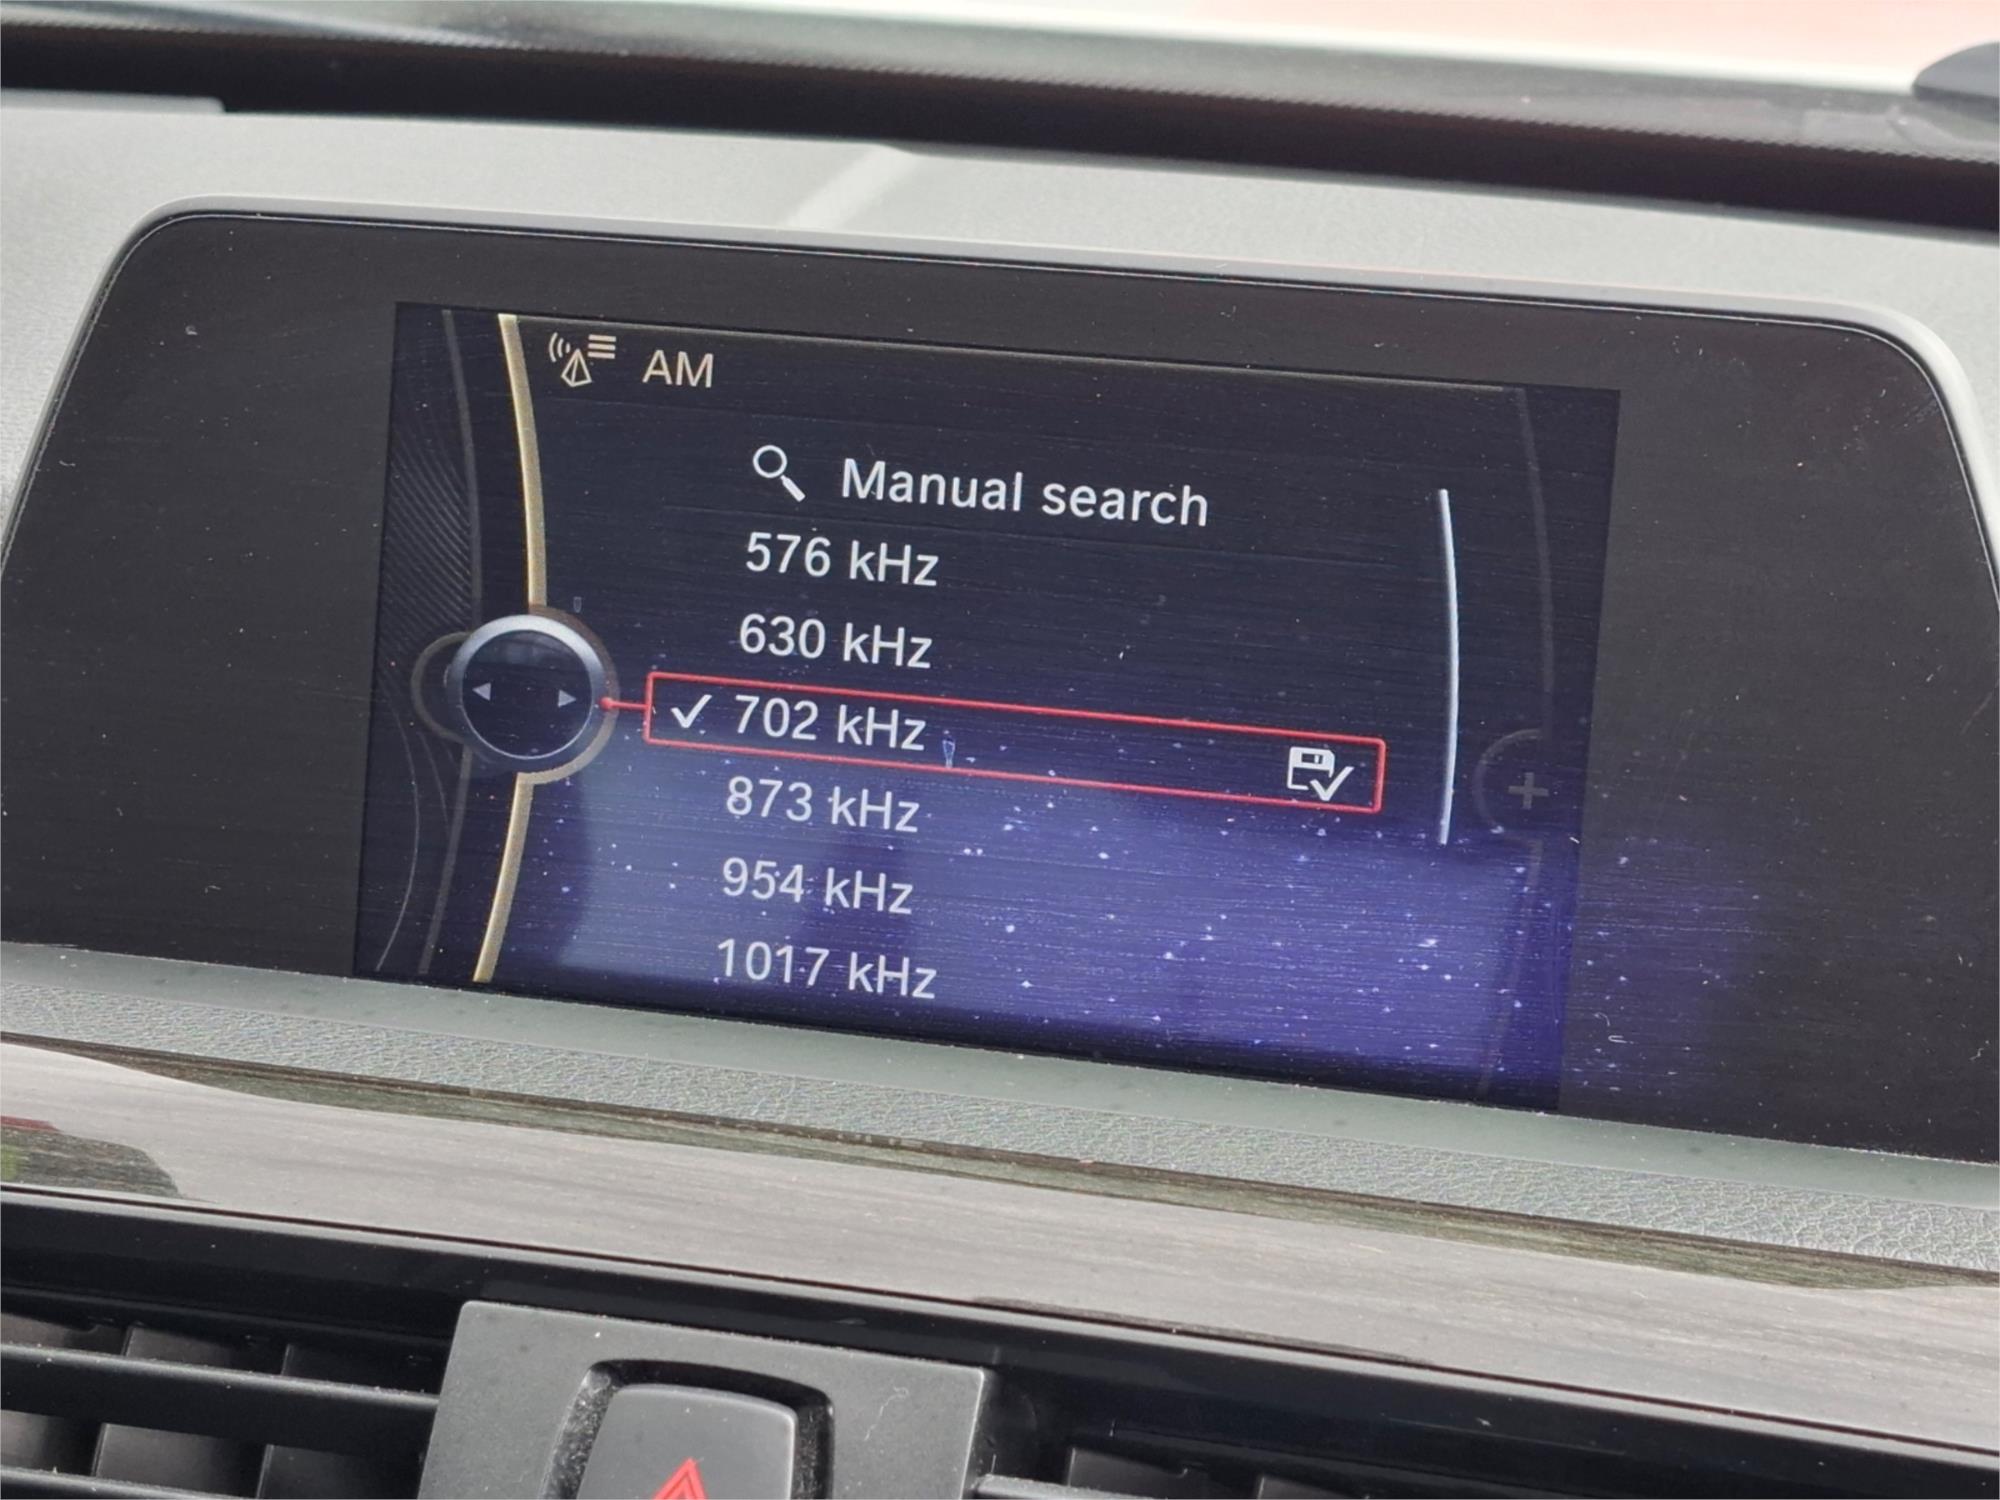 AM
Manual search
576 kHz
630 kHz
702 kHz
873 kHz
954 kHz
1017 kHz